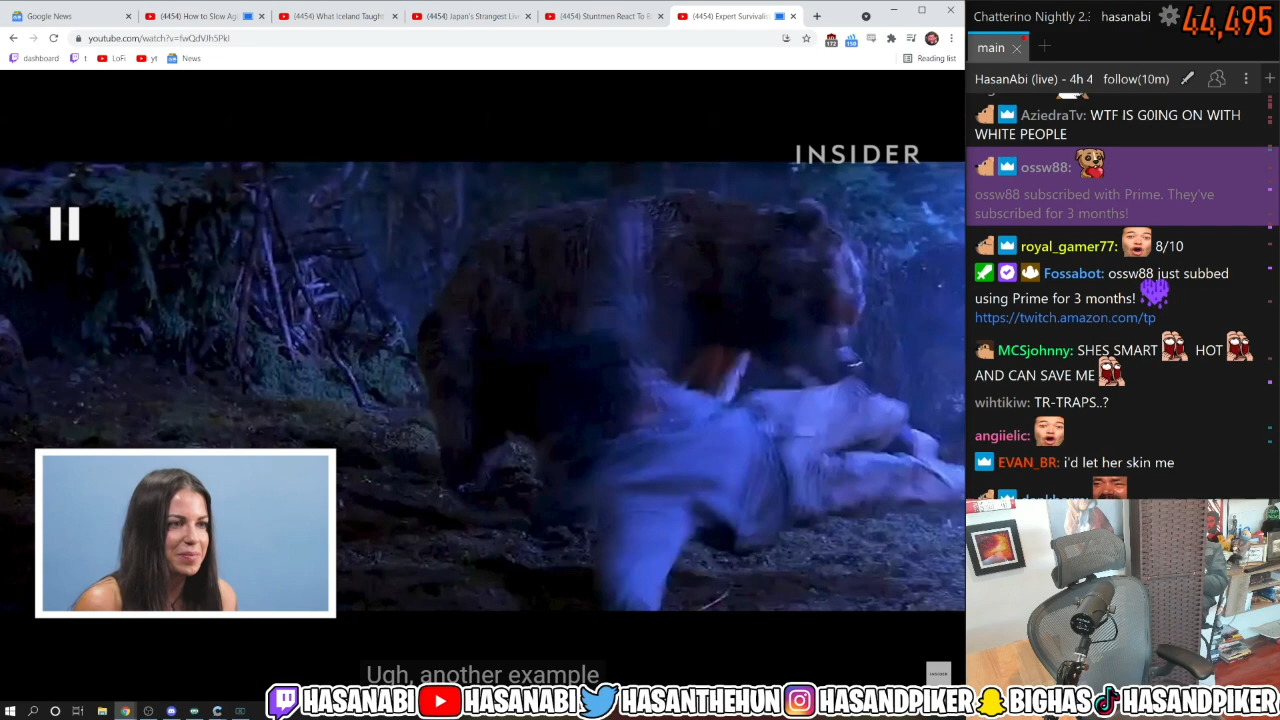 Google News
(4454) How to Slow Ag
(4454) What Iceland Taught
(4454) Japan's Strangest Live
(4454) Stuntmen React To B
(4454) Expert Survivalis
youtube.com/watch?v=fwQdVJh5PkI
172
158
dashboard
t
LoFi
yt
News
Reading list
INSIDER
Ugh, another example
INSIDER
Chatterino Nightly 2.
hasanabi
44,495
main
HasanAbi (live) - 4h 4
follow(10m)
AziedraTv: WTF IS G0ING ON WITH
WHITE PEOPLE
ossw88:
ossw88 subscribed with Prime. They've
subscribed for 3 months!
royal_gamer77: 8/10
Fossabot: ossw88 just subbed
using Prime for 3 months!
https://twitch.amazon.com/tp
MCSjohnny: SHES SMART HOT
AND CAN SAVE ME
wihtikiw: TR-TRAPS..?
angiielic:
EVAN_BR: i'd let her skin me
HASANABI
HASANABI
HASANTHEHUN
HASANDPIKER
BIGHAS
HASANDPIKER